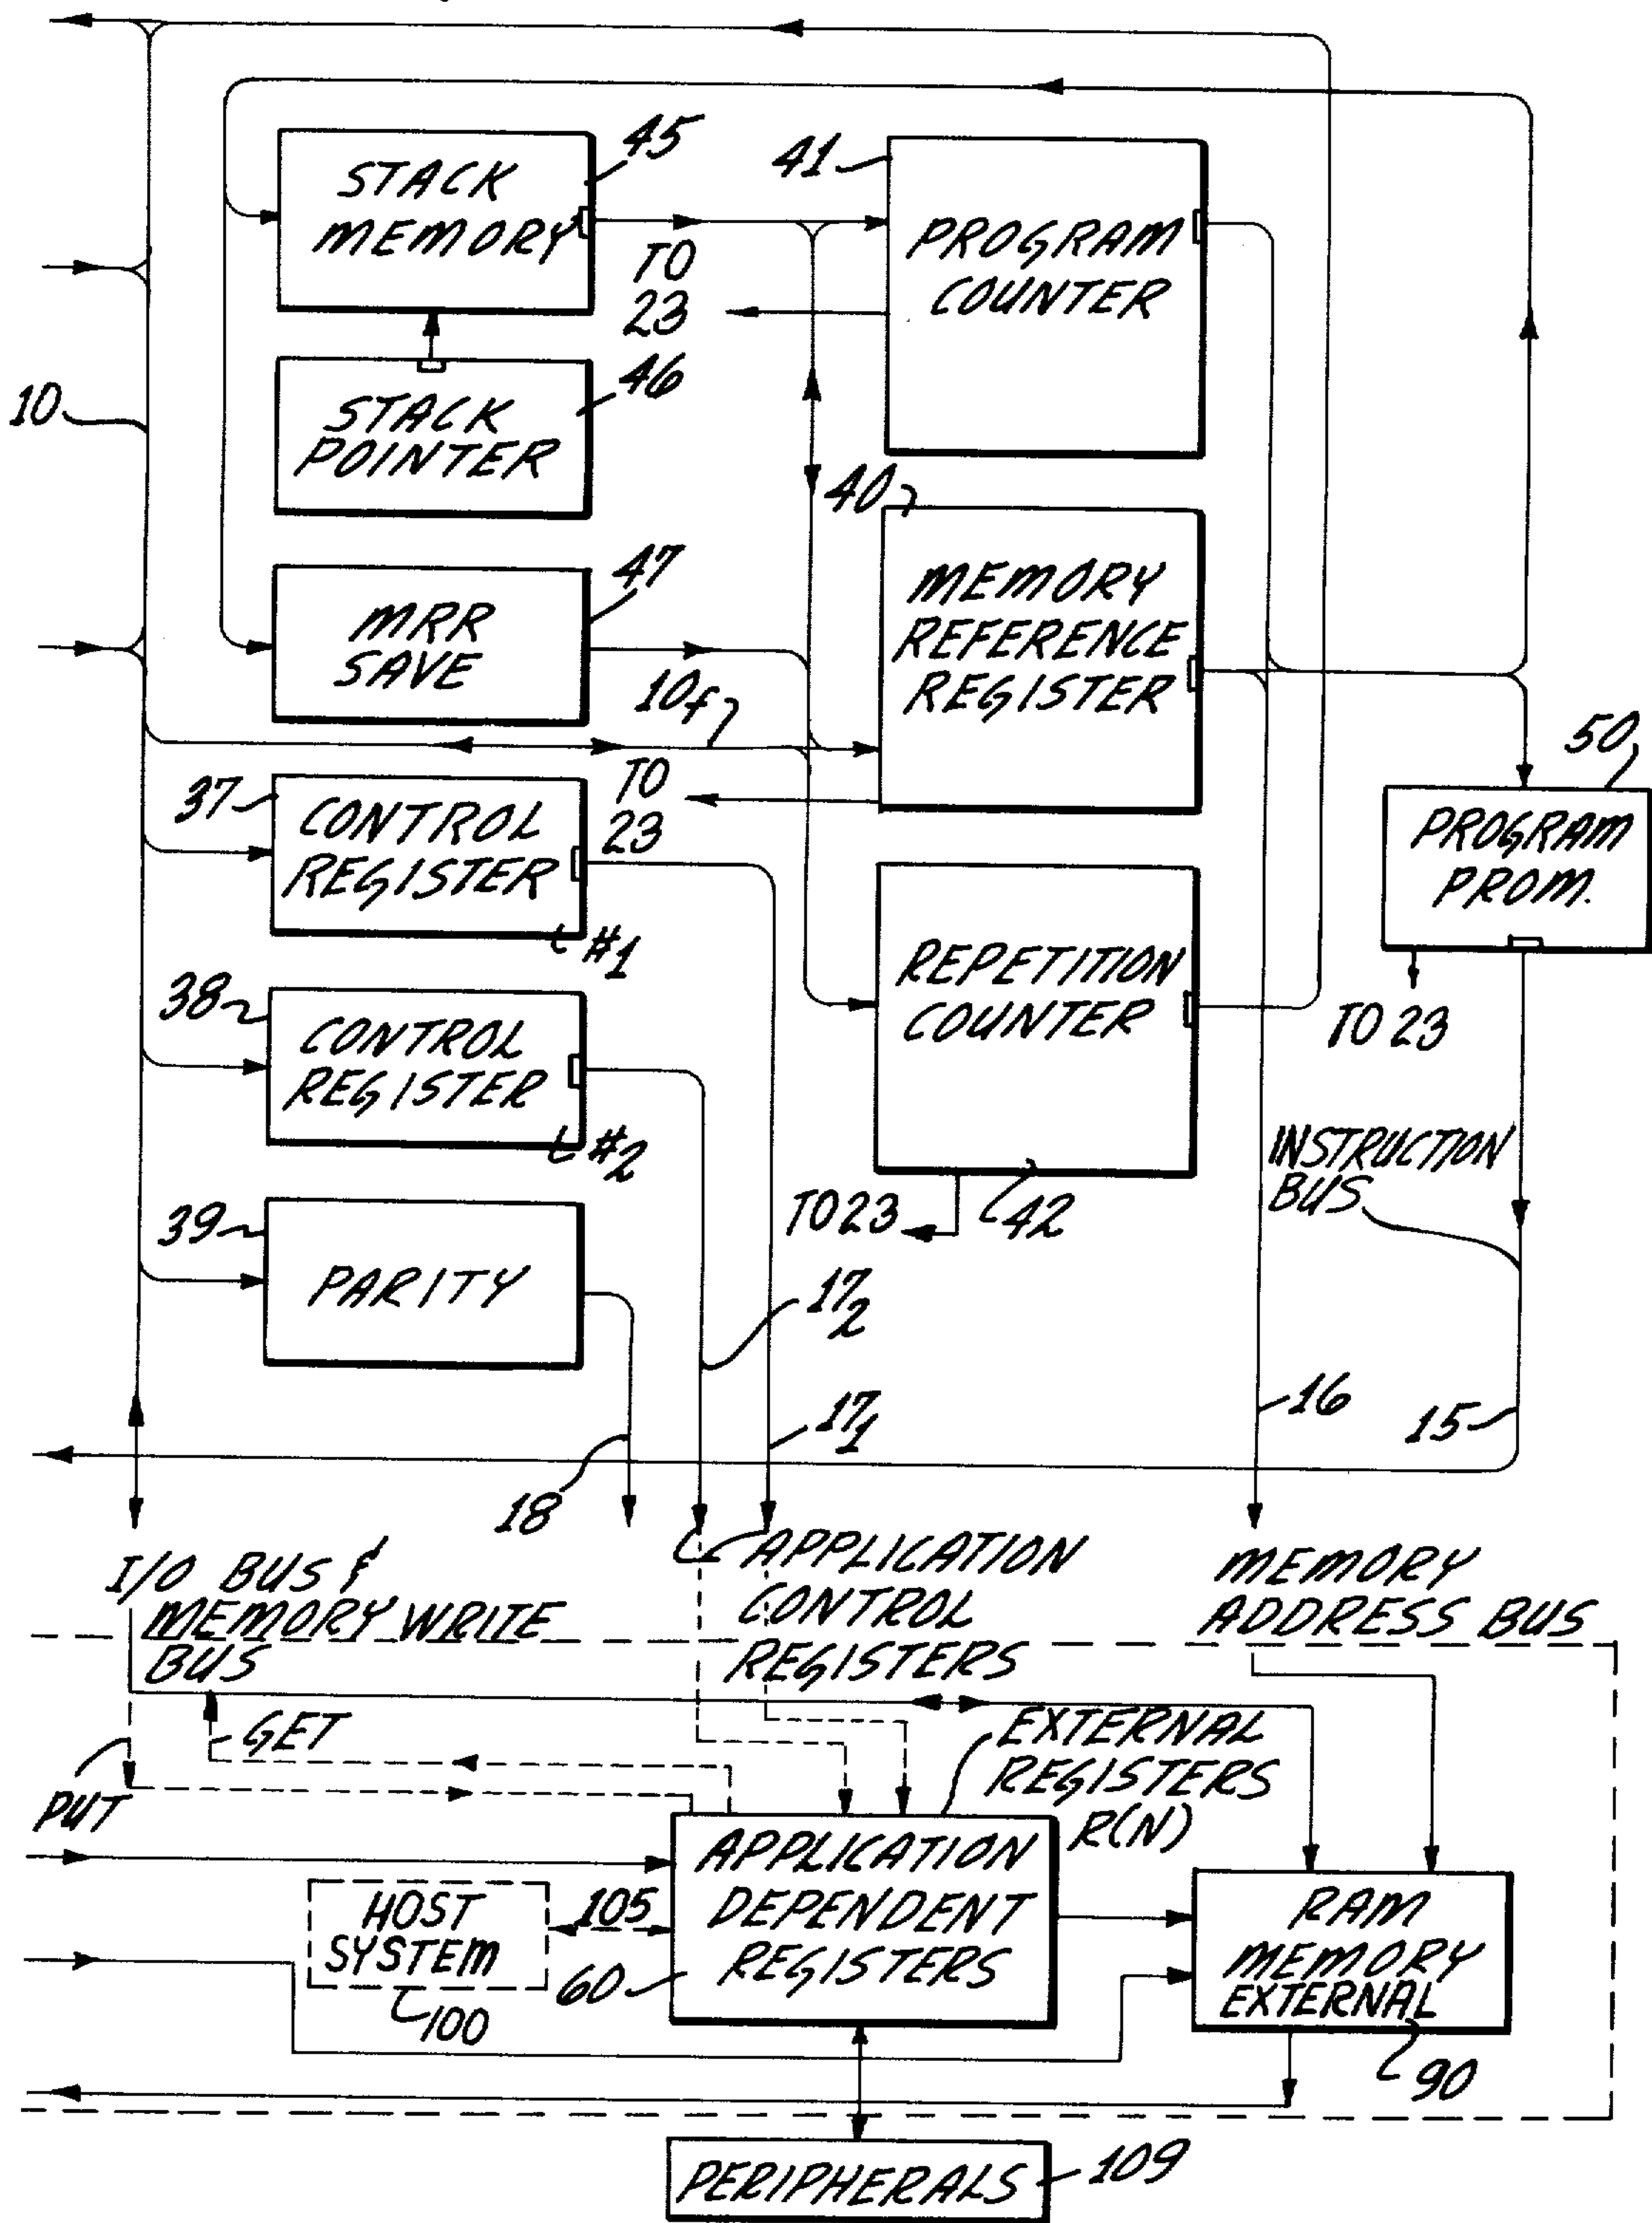 45
STACK
MEMORY
41
PROGRAM
COUNTER
TO
23
10
46
STACK
POINTER
40
MEMORY
REFERENCE
REGISTER
47
MRR
SAVE
10f
TO
23
50
PROGRAM
PROM.
TO 23
37
CONTROL
REGISTER
#1
REPETITION
COUNTER
42
TO 23
38
CONTROL
REGISTER
#2
INSTRUCTION
BUS
39
PARITY
17 2
17 1
16
15
18
I/O BUS &
MEMORY WRITE
BUS
APPLICATION
CONTROL
REGISTERS
MEMORY
ADDRESS BUS
GET
PUT
EXTERNAL
REGISTERS
R(N)
APPLICATION
DEPENDENT
REGISTERS
60
HOST
SYSTEM
100
105
RAM
MEMORY
EXTERNAL
90
PERIPHERALS
109